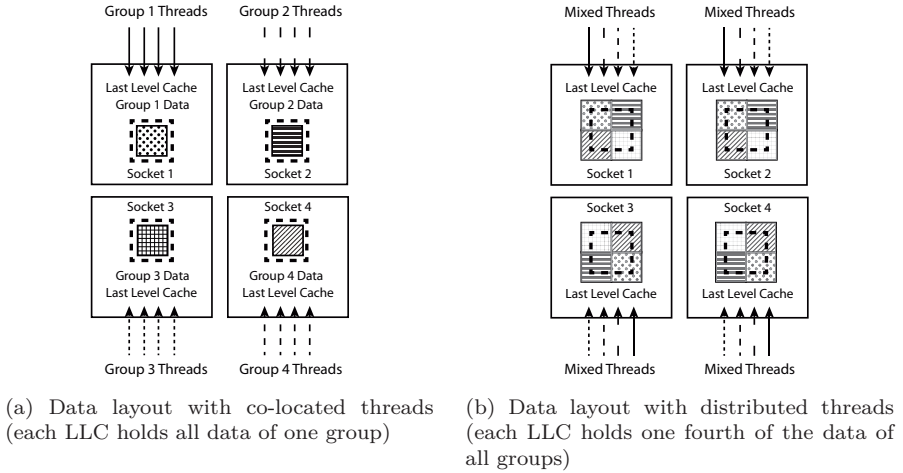 Group 1 Threads
Group 2 Threads
Last Level Cache
Group 1 Data
Socket 1
Last Level Cache
Group 2 Data
Socket 2
Socket 3
Group 3 Data
Last Level Cache
Socket 4
Group 4 Data
Last Level Cache
Group 3 Threads
Group 4 Threads
(a) Data layout with co-located threads
(each LLC holds all data of one group)
Mixed Threads
Mixed Threads
Last Level Cache
Socket 1
Last Level Cache
Socket 2
Socket 3
Last Level Cache
Socket 4
Last Level Cache
Mixed Threads
Mixed Threads
(b) Data layout with distributed threads
(each LLC holds one fourth of the data of
all groups)